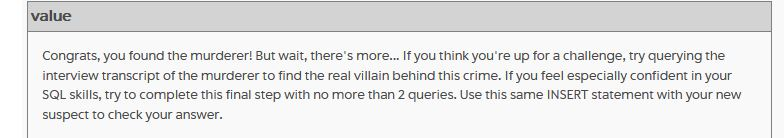 value
Congrats, you found the murderer! But wait, there's more... If you think you're up for a challenge, try querying the
interview transcript of the murderer to find the real villain behind this crime. If you feel especially confident in your
SQL skills, try to complete this final step with no more than 2 queries. Use this same INSERT statement with your new
suspect to check your answer.